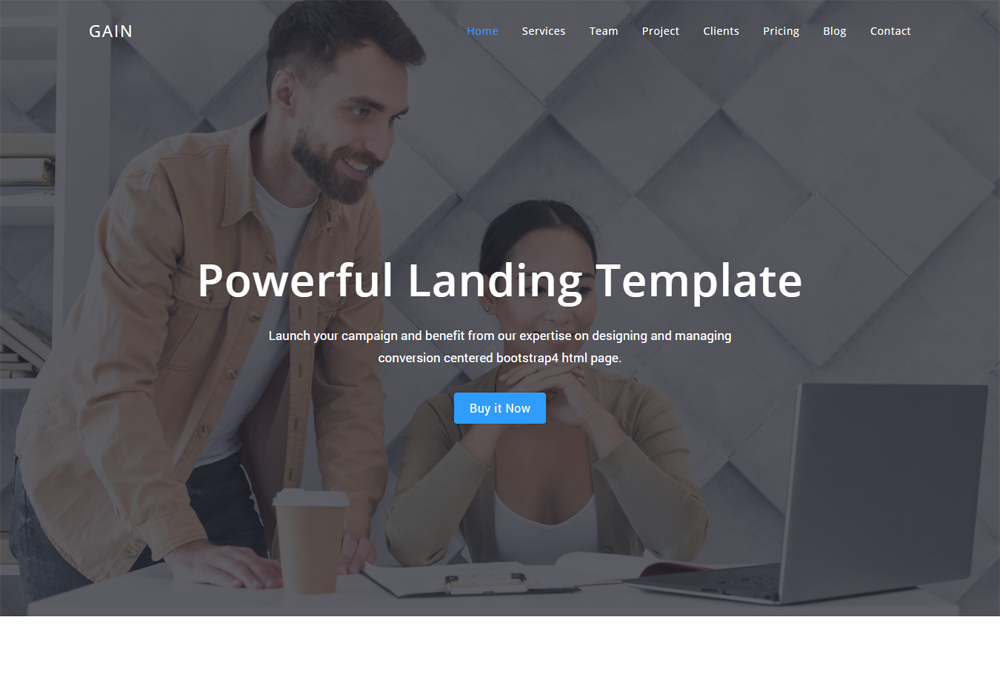 GAIN
Home Services Team Project Clients Pricing Blog Contact
Powerful Landing Template
Launch your campaign and benefit from our expertise on designing and managing
conversion centered bootstrap4 html page.
Buy it Now